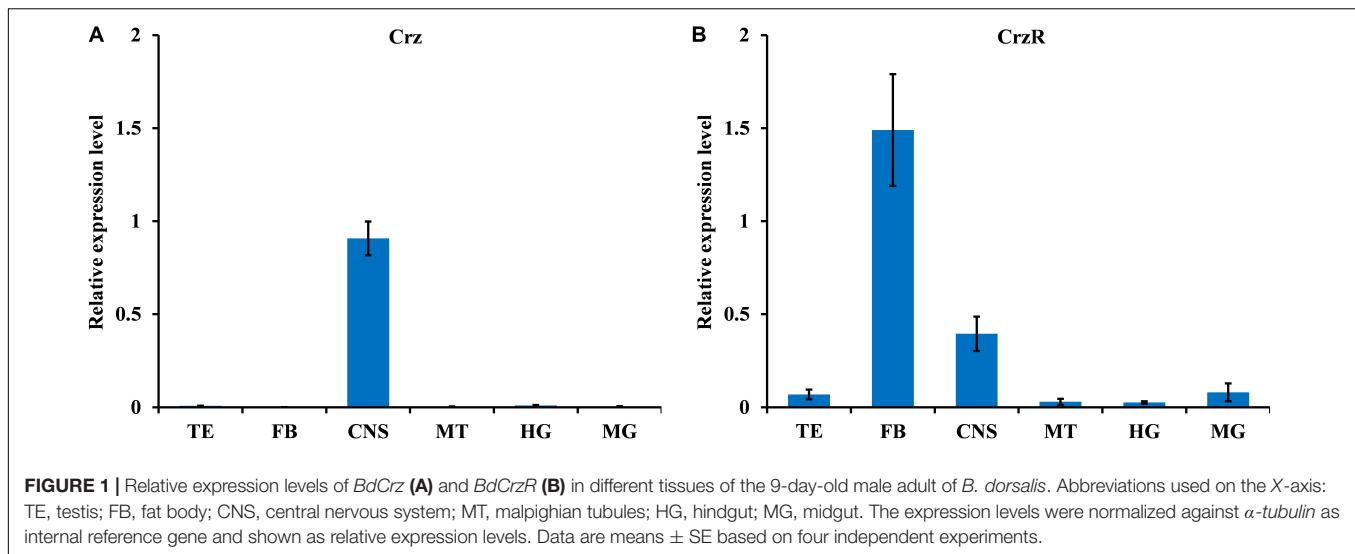 A
Crz
2
1.5
1
0.5
0
Relative expression level
TE FB CNS MT HG MG
B
CrzR
2
1.5
1
0.5
0
Relative expression level
TE FB CNS MT HG MG
FIGURE 1 | Relative expression levels of BdCrz (A) and BdCrzR (B) in different tissues of the 9-day-old male adult of B. dorsalis. Abbreviations used on the X-axis:
TE, testis; FB, fat body; CNS, central nervous system; MT, malpighian tubules; HG, hindgut; MG, midgut. The expression levels were normalized against α-tubulin as
internal reference gene and shown as relative expression levels. Data are means ± SE based on four independent experiments.